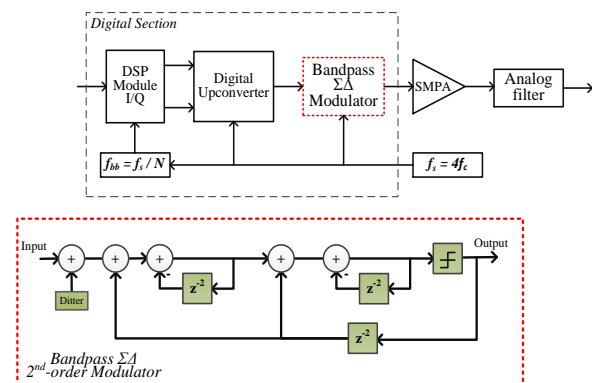 Digital Section
DSP
Module
I/Q
Digital
Upconverter
Bandpass
ΣΔ
Modulator
SMPA
Analog
filter
f_bb = f_s / N
f_s = 4f_c
Input
+
+
+
-
z⁻²
+
+
-
z⁻²
Output
Ditter
z⁻²
Bandpass ΣΔ
2nd-order Modulator